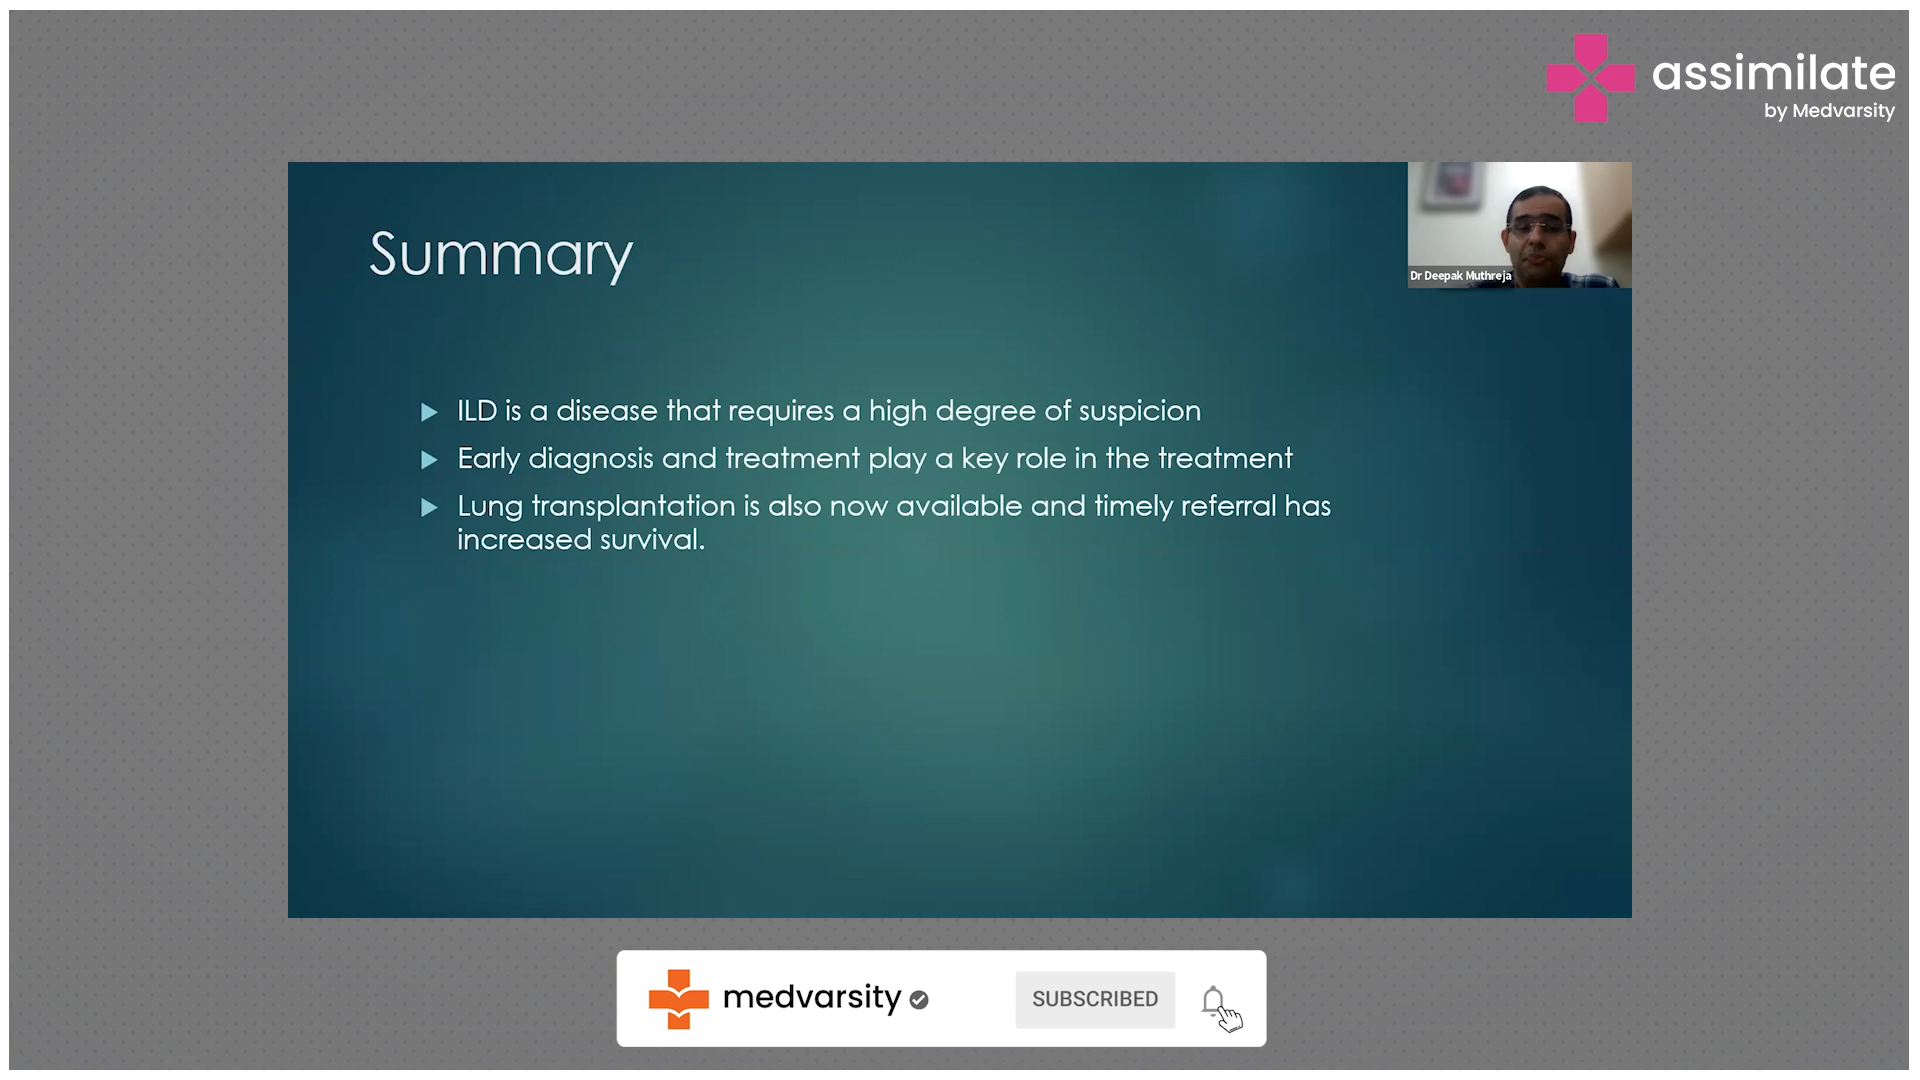 assimilate
by Medvarsity
Summary
Dr Deepak Muthreja
ILD is a disease that requires a high degree of suspicion
Early diagnosis and treatment play a key role in the treatment
Lung transplantation is also now available and timely referral has
increased survival.
medvarsity
SUBSCRIBED